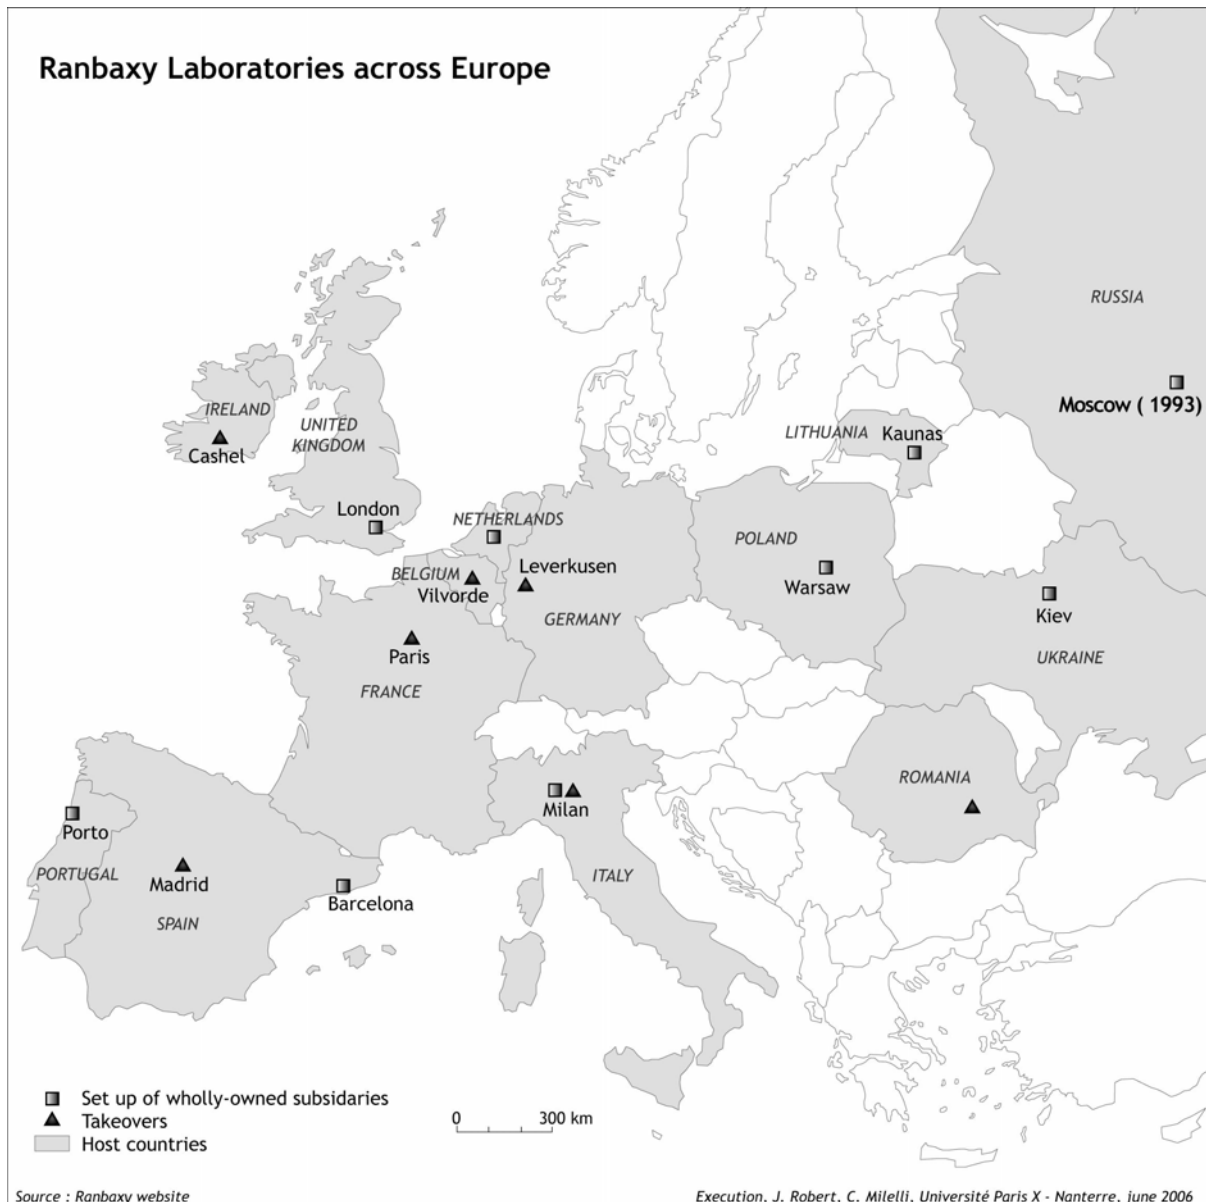 Ranbaxy Laboratories across Europe
RUSSIA
Moscow ( 1993)
IRELAND
Cashel
UNITED
KINGDOM
LITHUANIA
Kaunas
London
NETHERLANDS
POLAND
Warsaw
BELGIUM
Vilvorde
Leverkusen
GERMANY
Kiev
UKRAINE
Paris
FRANCE
ROMANIA
Milan
Porto
PORTUGAL
Madrid
SPAIN
Barcelona
ITALY
Set up of wholly-owned subsidaries
Takeovers
Host countries
0 300 km
Source : Ranbaxy website
Execution, J. Robert, C. Milelli, Université Paris X - Nanterre, june 2006